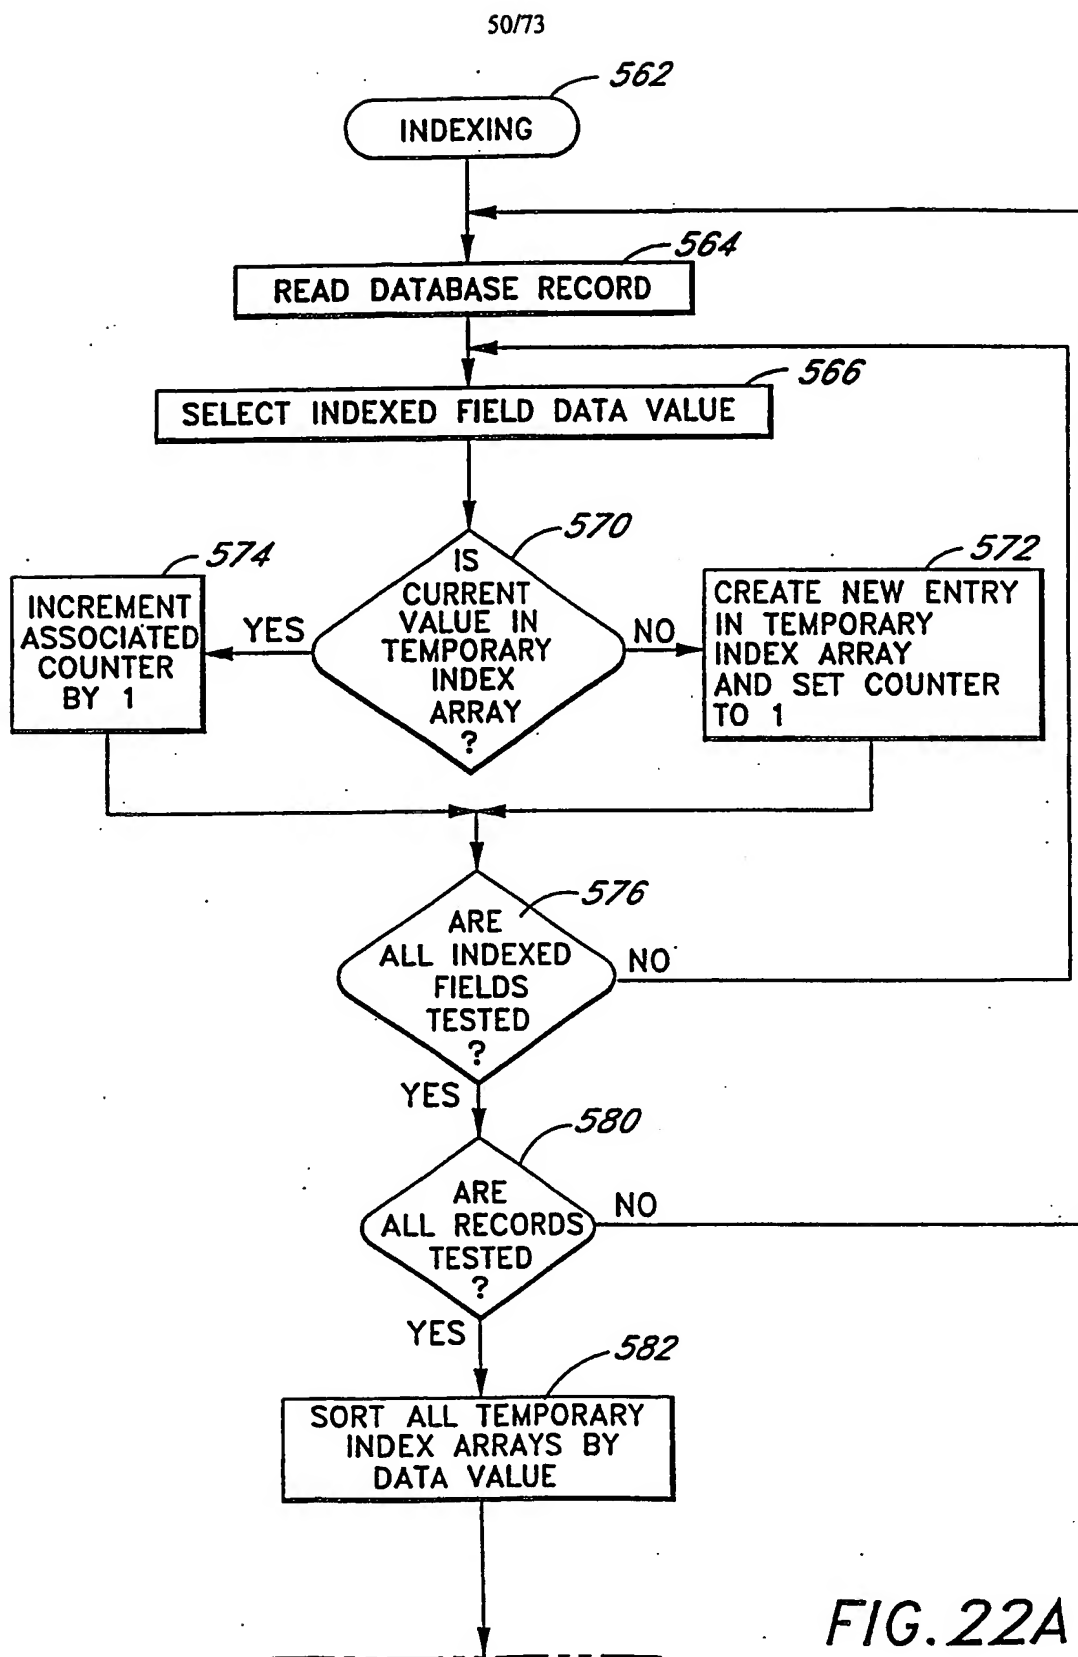 50/73
562
INDEXING
564
READ DATABASE RECORD
566
SELECT INDEXED FIELD DATA VALUE
570
IS
CURRENT
VALUE IN
TEMPORARY
INDEX
ARRAY
?
574
INCREMENT
ASSOCIATED
COUNTER
BY 1
YES
NO
572
CREATE NEW ENTRY
IN TEMPORARY
INDEX ARRAY
AND SET COUNTER
TO 1
576
ARE
ALL INDEXED
FIELDS
TESTED
?
NO
YES
580
ARE
ALL RECORDS
TESTED
?
NO
YES
582
SORT ALL TEMPORARY
INDEX ARRAYS BY
DATA VALUE
FIG. 22A